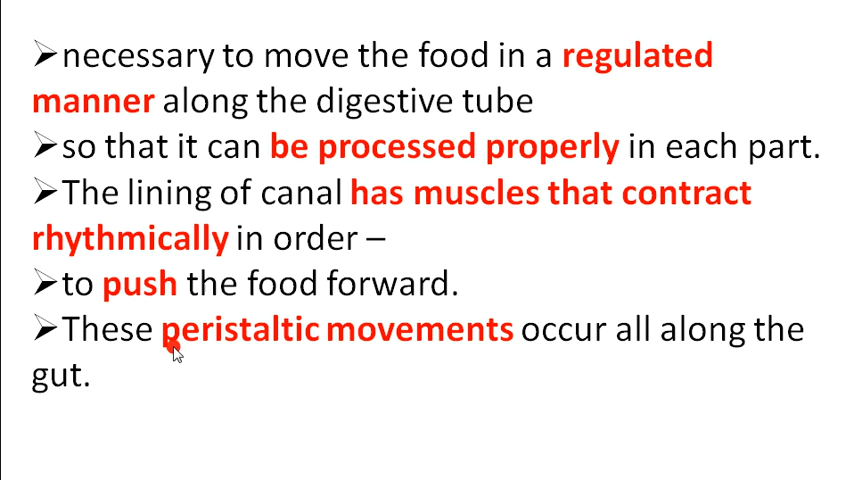 ➢necessary to move the food in a regulated
manner along the digestive tube
➢so that it can be processed properly in each part.
➢The lining of canal has muscles that contract
rhythmically in order –
➢to push the food forward.
➢These peristaltic movements occur all along the
gut.